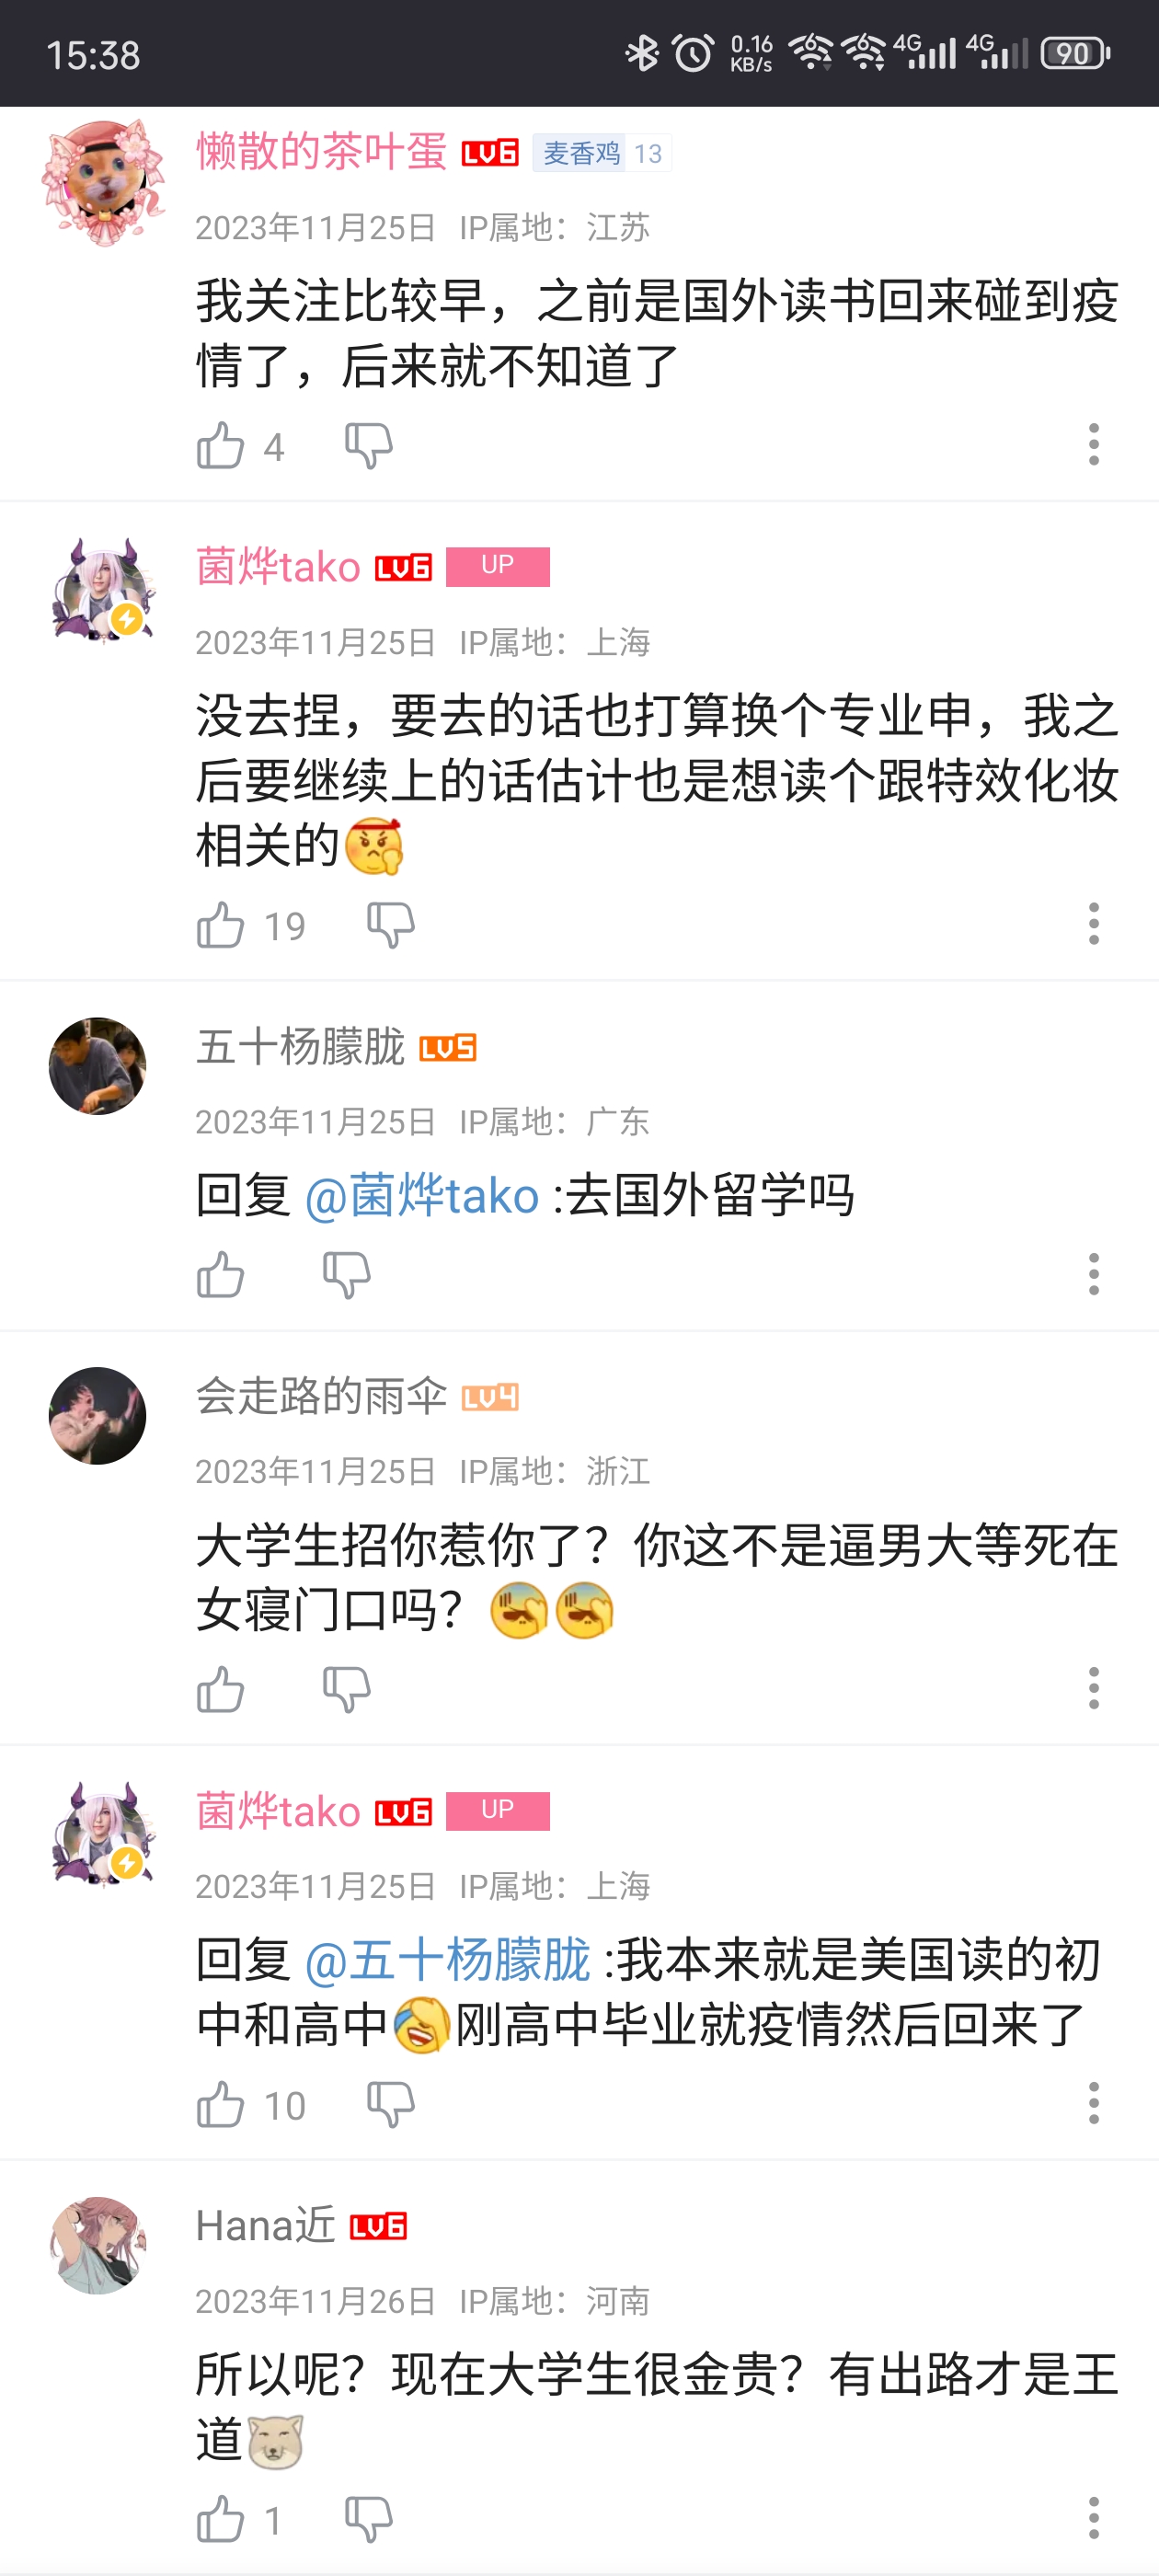 15:38
0.16
KB/s
6
6
4G
4G
90
懒散的茶叶蛋 LV6 麦香鸡 13
2023年11月25日 IP属地：江苏
我关注比较早，之前是国外读书回来碰到疫
情了，后来就不知道了
4
菌烨tako LV6 UP
2023年11月25日 IP属地：上海
没去捏，要去的话也打算换个专业申，我之
后要继续上的话估计也是想读个跟特效化妆
相关的
19
五十杨朦胧 LV5
2023年11月25日 IP属地：广东
回复 @菌烨tako :去国外留学吗
会走路的雨伞 LV4
2023年11月25日 IP属地：浙江
大学生招你惹你了？你这不是逼男大等死在
女寝门口吗？
菌烨tako LV6 UP
2023年11月25日 IP属地：上海
回复 @五十杨朦胧 :我本来就是美国读的初
中和高中刚高中毕业就疫情然后回来了
10
Hana近 LV6
2023年11月26日 IP属地：河南
所以呢？现在大学生很金贵？有出路才是王
道
1